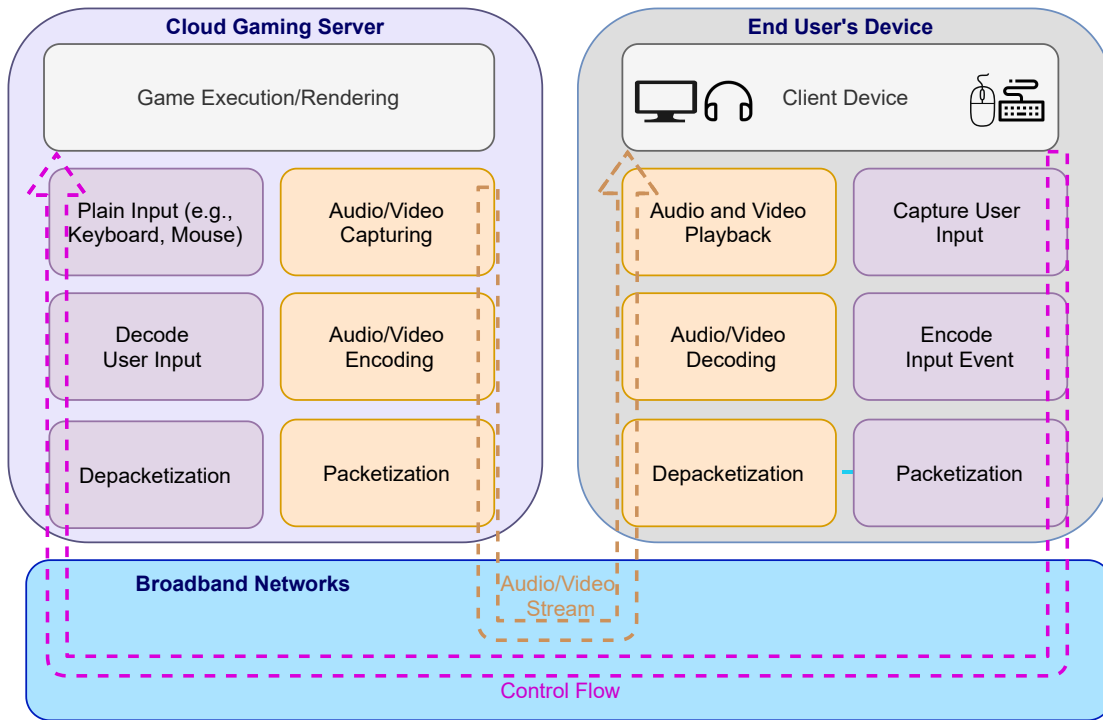 Cloud Gaming Server
Game Execution/Rendering
Plain Input (e.g.,
Keyboard, Mouse)
Audio/Video
Capturing
Decode
User Input
Audio/Video
Encoding
Depacketization
Packetization
End User's Device
Client Device
Audio and Video
Playback
Capture User
Input
Audio/Video
Decoding
Encode
Input Event
Depacketization
Packetization
Broadband Networks
Audio/Video
Stream
Control Flow